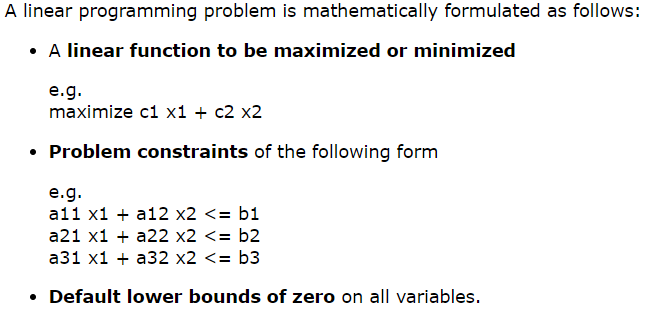 A linear programming problem is mathematically formulated as follows:
• A linear function to be maximized or minimized
e.g.
maximize c1 x1 + c2 x2
• Problem constraints of the following form
e.g.
a11 x1 + a12 x2 <= b1
a21 x1 + a22 x2 <= b2
a31 x1 + a32 x2 <= b3
• Default lower bounds of zero on all variables.